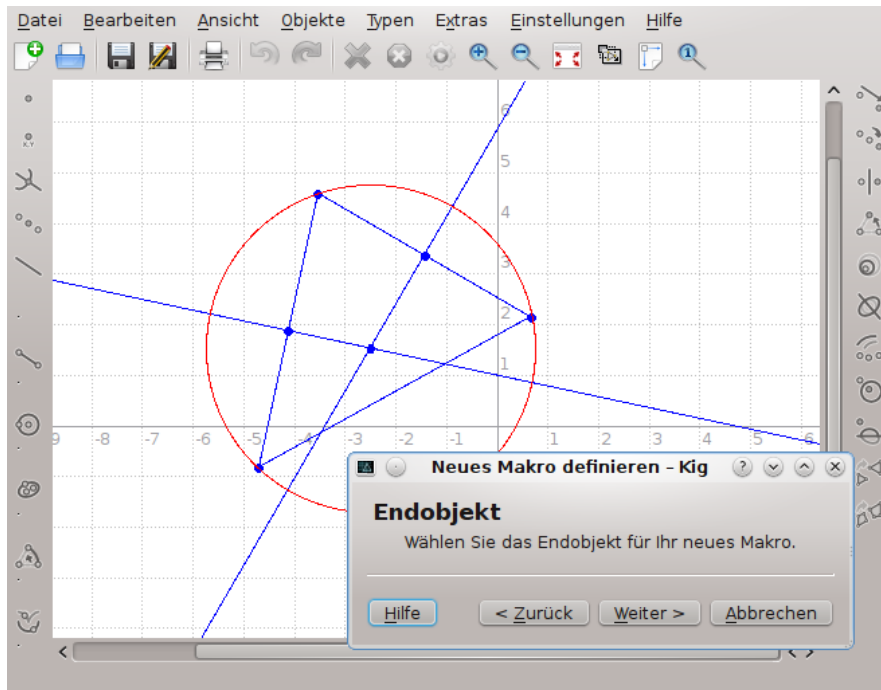 Datei Bearbeiten Ansicht Objekte Typen Extras Einstellungen Hilfe
6
5
4
3
2
1
9 -8 -7 -6 -5 -4 -3 -2 -1 1 2 3 4 5 6
x,y
Neues Makro definieren – Kig
Endobjekt
Wählen Sie das Endobjekt für Ihr neues Makro.
Hilfe < Zurück Weiter > Abbrechen